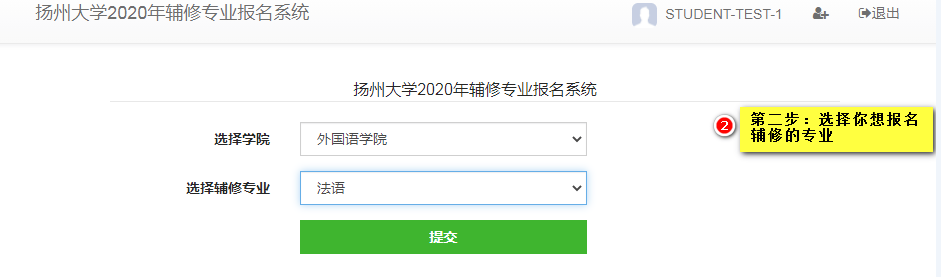 扬州大学2020年辅修专业报名系统
STUDENT-TEST-1
退出
扬州大学2020年辅修专业报名系统
选择学院
外国语学院
2
第二步：选择你想报名
辅修的专业
选择辅修专业
法语
提交